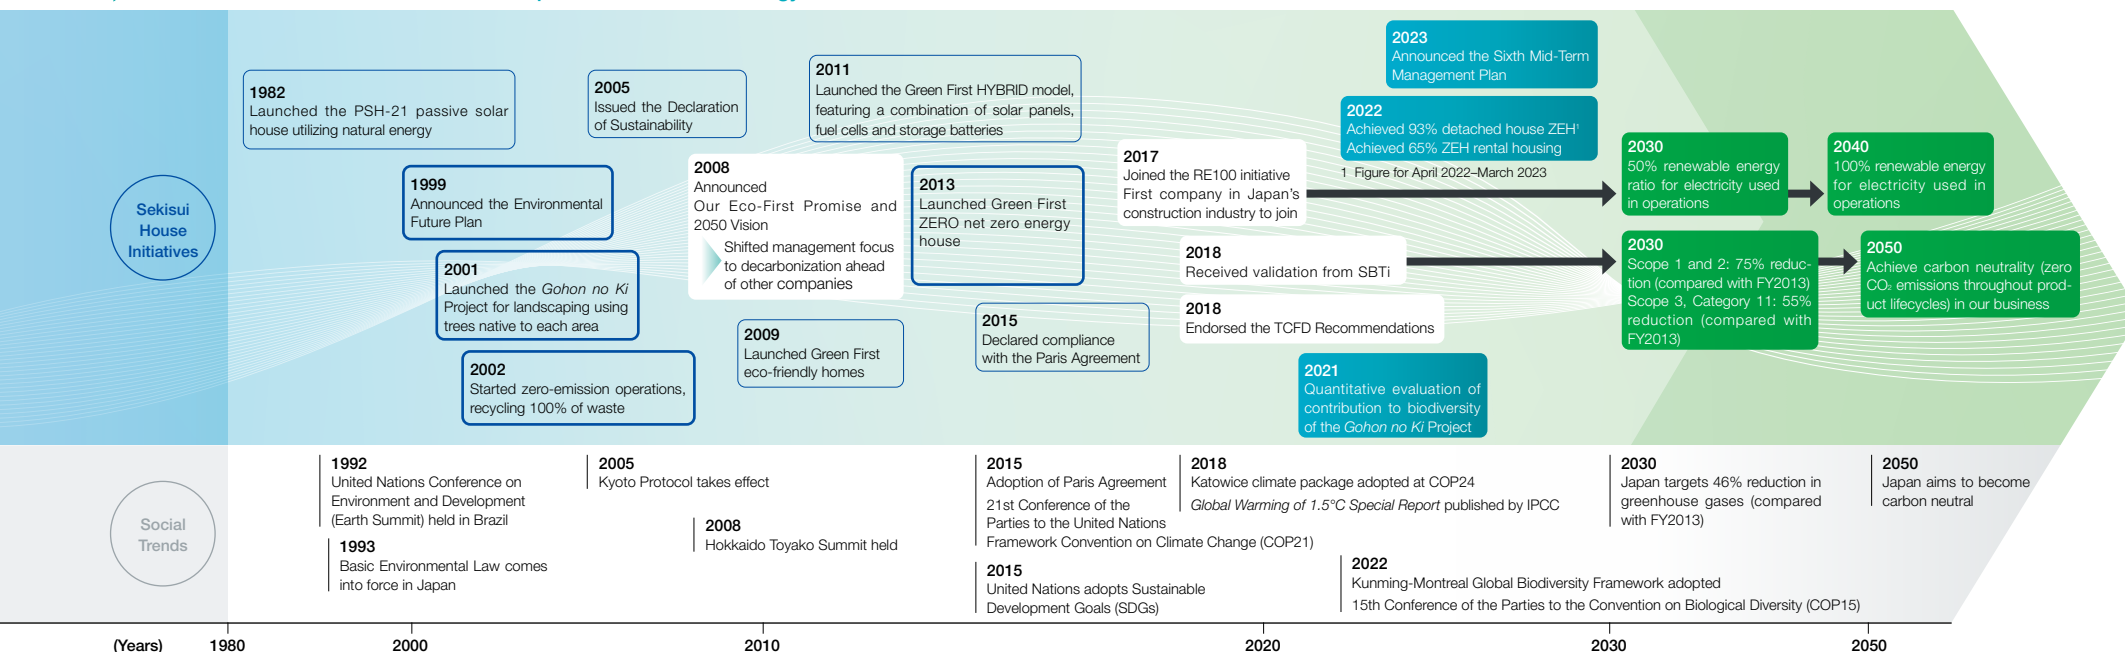 Sekisui
House
Initiatives
1982
Launched the PSH-21 passive solar
house utilizing natural energy
1999
Announced the Environmental
Future Plan
2001
Launched the Gohon no Ki
Project for landscaping using
trees native to each area
2002
Started zero-emission operations,
recycling 100% of waste
2005
Issued the Declaration
of Sustainability
2008
Announced
Our Eco-First Promise and
2050 Vision
Shifted management focus
to decarbonization ahead
of other companies
2009
Launched Green First
eco-friendly homes
2011
Launched the Green First HYBRID model,
featuring a combination of solar panels,
fuel cells and storage batteries
2013
Launched Green First
ZERO net zero energy
house
2015
Declared compliance
with the Paris Agreement
2017
Joined the RE100 initiative
First company in Japan's
construction industry to join
2018
Received validation from SBTi
2018
Endorsed the TCFD Recommendations
2021
Quantitative evaluation of
contribution to biodiversity
of the Gohon no Ki Project
2023
Announced the Sixth Mid-Term
Management Plan
2022
Achieved 93% detached house ZEH¹
Achieved 65% ZEH rental housing
1 Figure for April 2022–March 2023
2030
50% renewable energy
ratio for electricity used
in operations
2040
100% renewable energy
for electricity used in
operations
2030
Scope 1 and 2: 75% reduc-
tion (compared with FY2013)
Scope 3, Category 11: 55%
reduction (compared with
FY2013)
2050
Achieve carbon neutrality (zero
CO₂ emissions throughout prod-
uct lifecycles) in our business
Social
Trends
1992
United Nations Conference on
Environment and Development
(Earth Summit) held in Brazil
1993
Basic Environmental Law comes
into force in Japan
2005
Kyoto Protocol takes effect
2008
Hokkaido Toyako Summit held
2015
Adoption of Paris Agreement
21st Conference of the
Parties to the United Nations
Framework Convention on Climate Change (COP21)
2015
United Nations adopts Sustainable
Development Goals (SDGs)
2018
Katowice climate package adopted at COP24
Global Warming of 1.5°C Special Report published by IPCC
2022
Kunming-Montreal Global Biodiversity Framework adopted
15th Conference of the Parties to the Convention on Biological Diversity (COP15)
2030
Japan targets 46% reduction in
greenhouse gases (compared
with FY2013)
2050
Japan aims to become
carbon neutral
(Years) 1980 2000 2010 2020 2030 2050